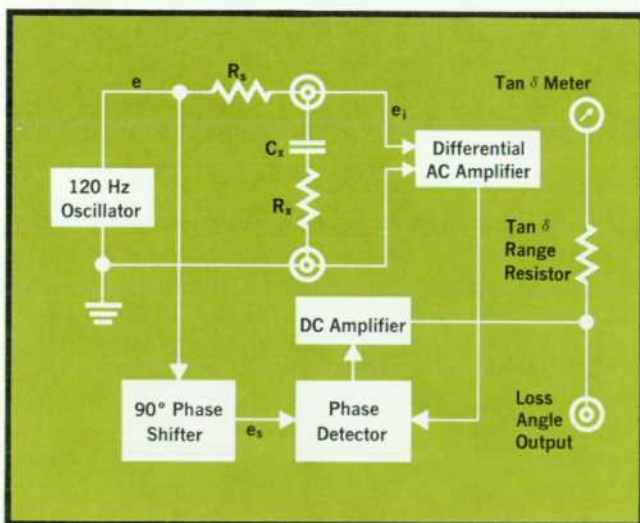 e
Rs
ei
Cx
Rx
120 Hz
Oscillator
Differential
AC Amplifier
Tan δ Meter
Tan δ
Range
Resistor
DC Amplifier
90° Phase
Shifter
es
Phase
Detector
Loss
Angle
Output